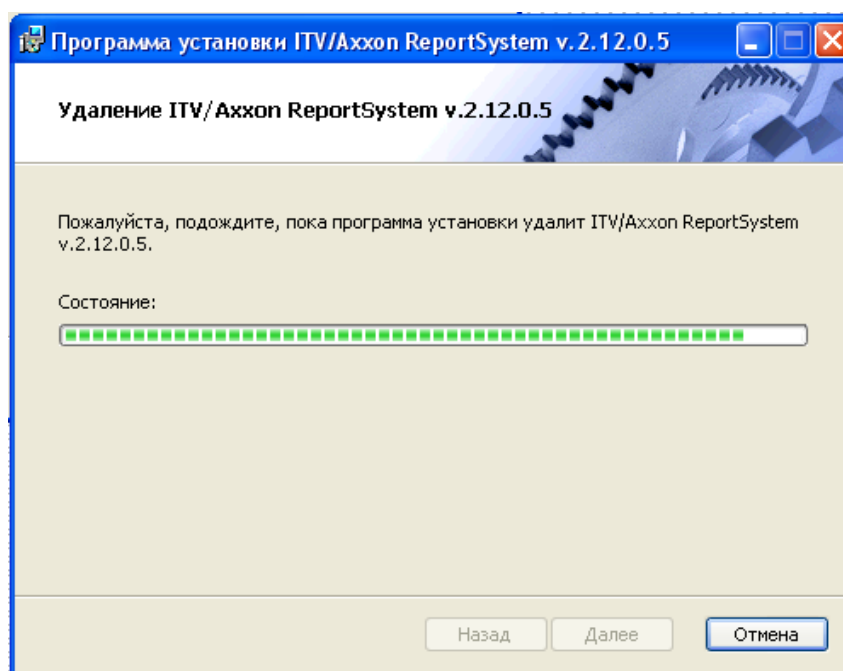 Программа установки ITV/Axxon ReportSystem v.2.12.0.5
Удаление ITV/Axxon ReportSystem v.2.12.0.5
Пожалуйста, подождите, пока программа установки удалит ITV/Axxon ReportSystem
v.2.12.0.5.
Состояние:
Назад Далее Отмена